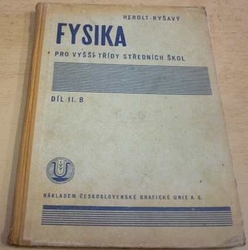 HEROLT-RYŠAVÝ
FYSIKA
PRO VYŠŠÍ TŘÍDY STŘEDNÍCH ŠKOL
DÍL II. B
NÁKLADEM ČESKOSLOVENSKÉ GRAFICKÉ UNIE A. S.